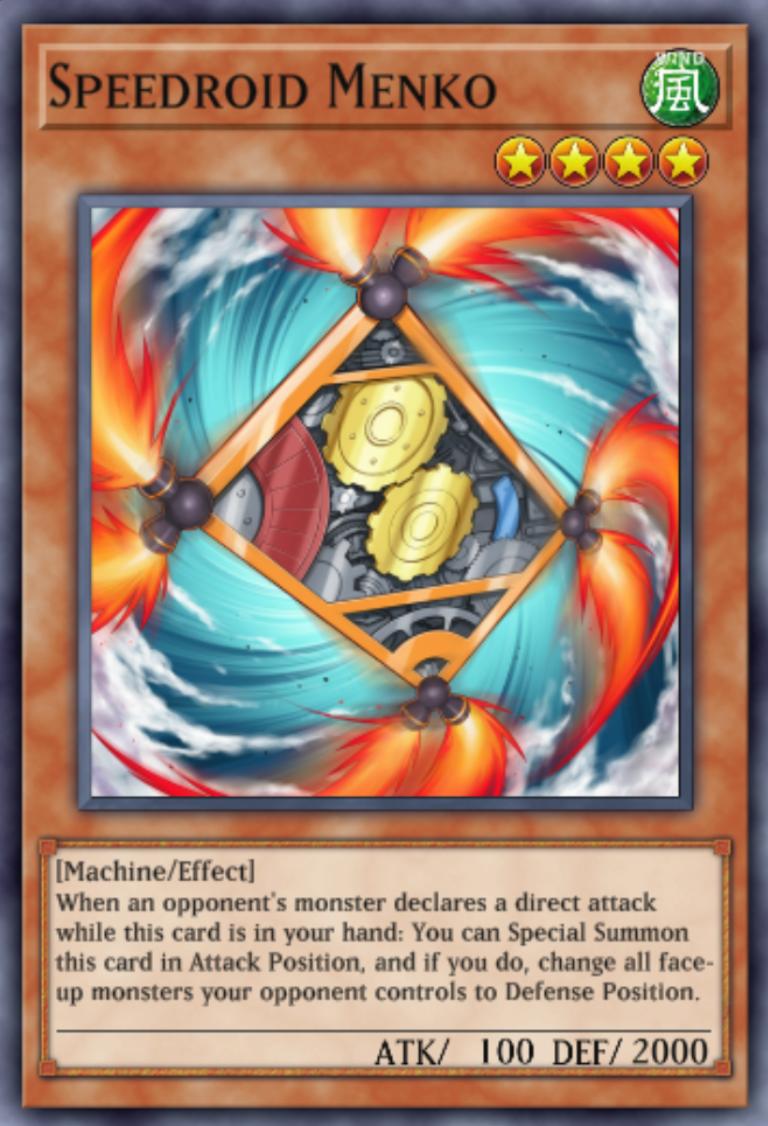 SPEEDROID MENKO
WIND
風
[Machine/Effect]
When an opponent's monster declares a direct attack
while this card is in your hand: You can Special Summon
this card in Attack Position, and if you do, change all face-
up monsters your opponent controls to Defense Position.
ATK/ 100 DEF/ 2000